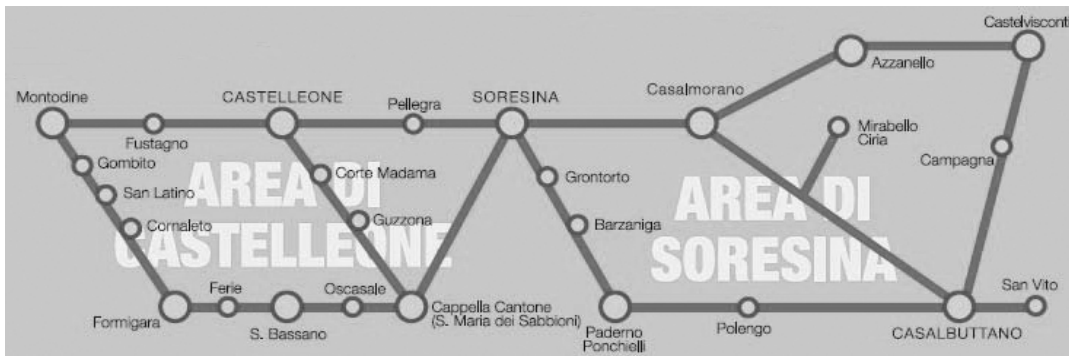 Castelvisconti
Azzanello
Montodine
CASTELLEONE
Pellegra
SORESINA
Casalmorano
Fustagno
Mirabello
Ciria
Campagna
Gombito
Corte Madama
Grontorto
San Latino
Cornaleto
Guzzona
Barzaniga
AREA DI
CASTELLEONE
AREA DI
SORESINA
Ferie
Oscasale
Formigara
S. Bassano
Cappella Cantone
(S. Maria dei Sabbioni)
Paderno
Ponchielli
Polengo
CASALBUTTANO
San Vito